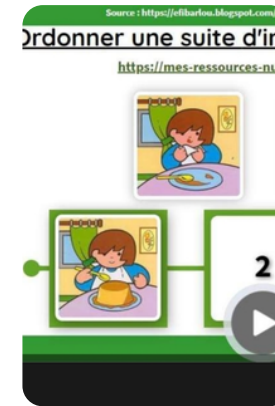 Source : https://efibarlou.blogspot.com/
Ordonner une suite d'i
https://mes-ressources-nu
2